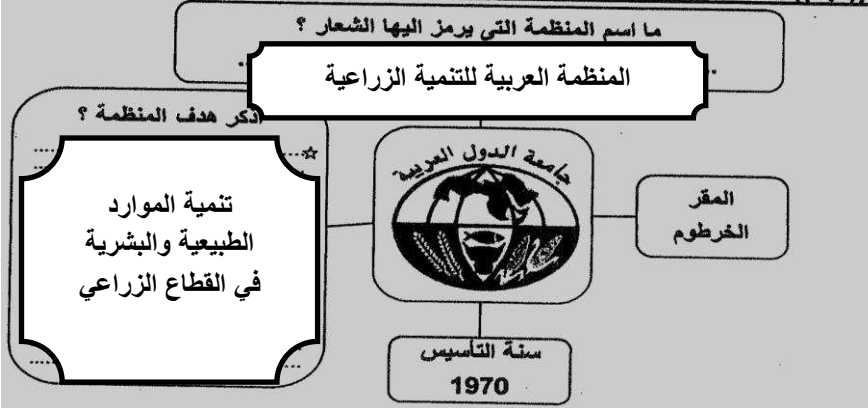 ما اسم المنظمة التي يرمز اليها الشعار ؟
المنظمة العربية للتنمية الزراعية
اذكر هدف المنظمة ؟
تنمية الموارد
الطبيعية والبشرية
في القطاع الزراعي
جامعة الدول العربية
المقر
الخرطوم
سنة التأسيس
1970